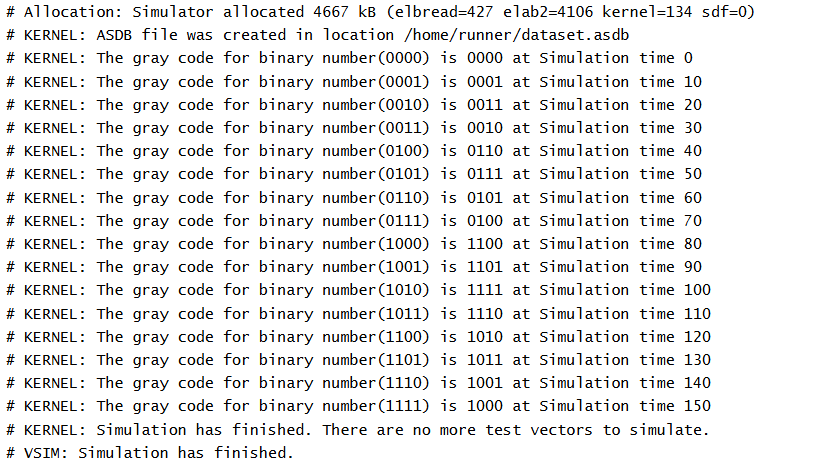 # Allocation: Simulator allocated 4667 kB (elbread=427 elab2=4106 kernel=134 sdf=0)
# KERNEL: ASDB file was created in location /home/runner/dataset.asdb
# KERNEL: The gray code for binary number(0000) is 0000 at Simulation time 0
# KERNEL: The gray code for binary number(0001) is 0001 at Simulation time 10
# KERNEL: The gray code for binary number(0010) is 0011 at Simulation time 20
# KERNEL: The gray code for binary number(0011) is 0010 at Simulation time 30
# KERNEL: The gray code for binary number(0100) is 0110 at Simulation time 40
# KERNEL: The gray code for binary number(0101) is 0111 at Simulation time 50
# KERNEL: The gray code for binary number(0110) is 0101 at Simulation time 60
# KERNEL: The gray code for binary number(0111) is 0100 at Simulation time 70
# KERNEL: The gray code for binary number(1000) is 1100 at Simulation time 80
# KERNEL: The gray code for binary number(1001) is 1101 at Simulation time 90
# KERNEL: The gray code for binary number(1010) is 1111 at Simulation time 100
# KERNEL: The gray code for binary number(1011) is 1110 at Simulation time 110
# KERNEL: The gray code for binary number(1100) is 1010 at Simulation time 120
# KERNEL: The gray code for binary number(1101) is 1011 at Simulation time 130
# KERNEL: The gray code for binary number(1110) is 1001 at Simulation time 140
# KERNEL: The gray code for binary number(1111) is 1000 at Simulation time 150
# KERNEL: Simulation has finished. There are no more test vectors to simulate.
# VSIM: Simulation has finished.